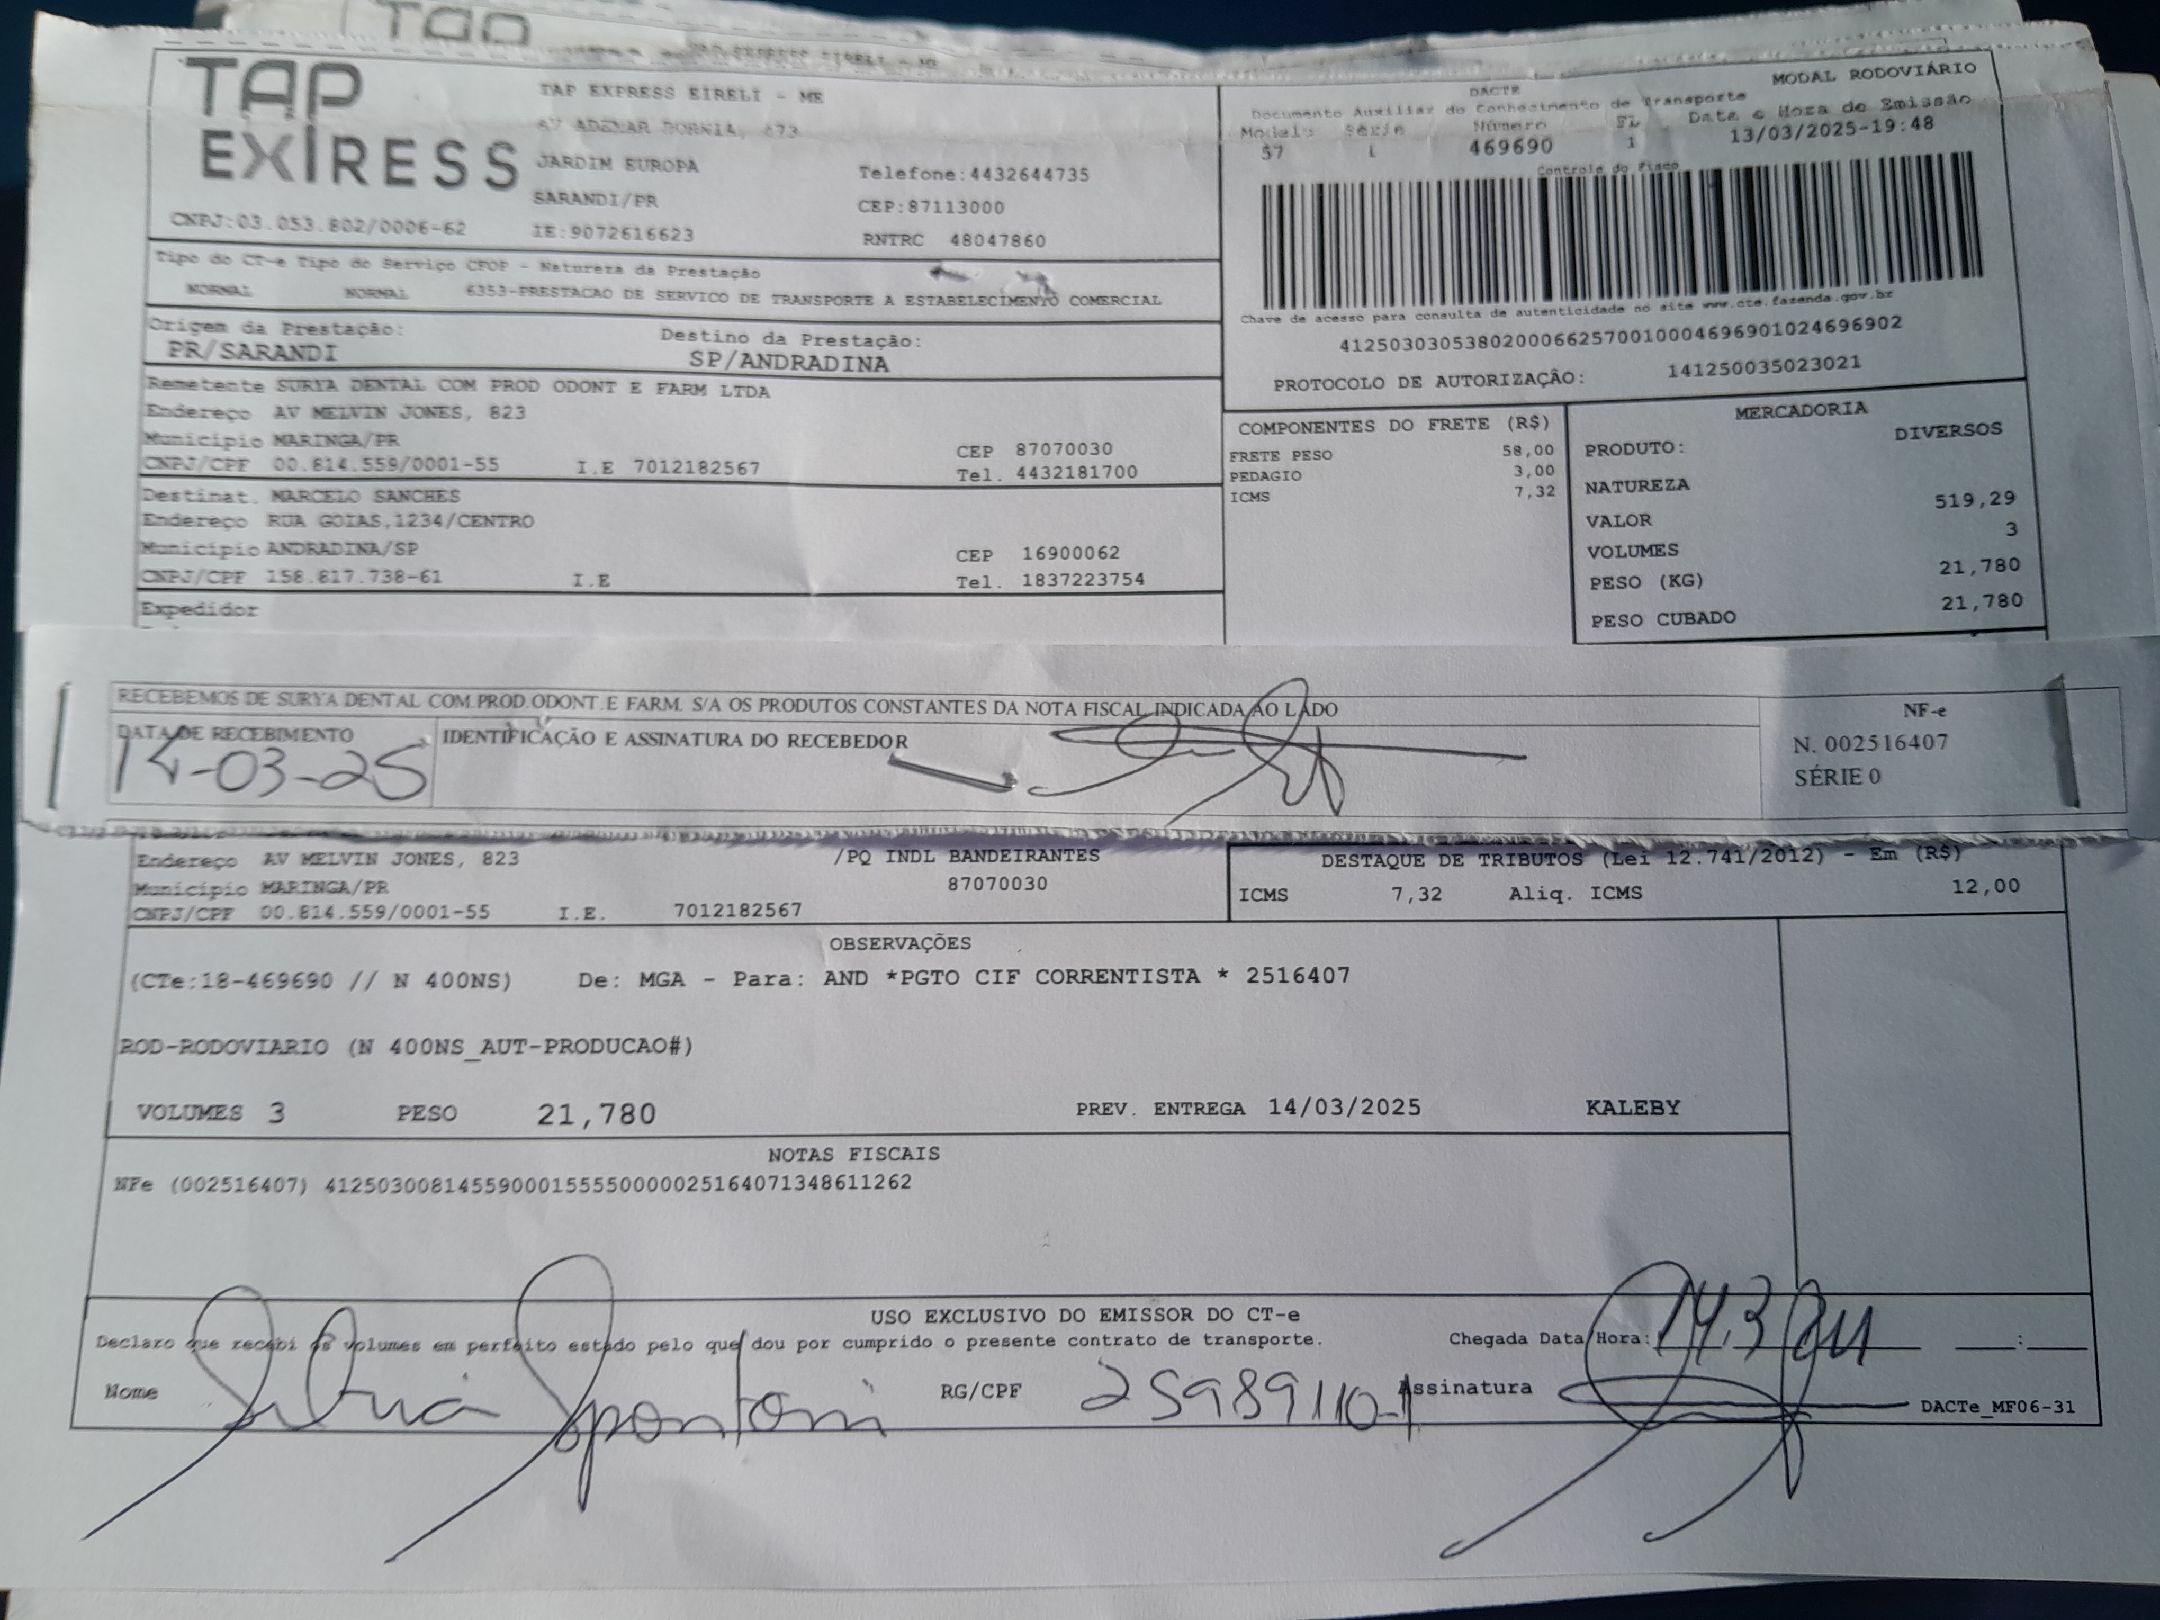 TAP
TAP EXPRESS EIRELI - ME
TAP EXPRESS
TAP EXPRESS EIRELI - ME
AV ADEMAR BORNIA, 873
JARDIM EUROPA
Telefone:4432644735
SARANDI/PR
CEP:87113000
CNPJ:03.053.802/0006-62
IE:9072616623
RNTRC 48047860
MODAL RODOVIÁRIO
DACTE
Documento Auxiliar do Conhecimento de Transporte
Modelo Série Número FL Data e Hora de Emissão
57 1 469690 1 13/03/2025-19:48
Controle do Fisco
Chave de acesso para consulta de autenticidade no site www.cte.fazenda.gov.br
41250303053802000662570010004696901024696902
PROTOCOLO DE AUTORIZAÇÃO: 141250035023021
Tipo do CT-e Tipo do Serviço CFOP - Natureza da Prestação
NORMAL NORMAL 6353-PRESTACAO DE SERVICO DE TRANSPORTE A ESTABELECIMENTO COMERCIAL
Origem da Prestação: Destino da Prestação:
PR/SARANDI SP/ANDRADINA
Remetente SURYA DENTAL COM PROD ODONT E FARM LTDA
Endereço AV MELVIN JONES, 823
Município MARINGA/PR CEP 87070030
CNPJ/CPF 00.814.559/0001-55 I.E 7012182567 Tel. 4432181700
Destinat. MARCELO SANCHES
Endereço RUA GOIAS,1234/CENTRO
Município ANDRADINA/SP CEP 16900062
CNPJ/CPF 158.817.738-61 I.E Tel. 1837223754
Expedidor
COMPONENTES DO FRETE (R$)
FRETE PESO 58,00
PEDAGIO 3,00
ICMS 7,32
MERCADORIA
PRODUTO: DIVERSOS
NATUREZA
VALOR 519,29
VOLUMES 3
PESO (KG) 21,780
PESO CUBADO 21,780
RECEBEMOS DE SURYA DENTAL COM.PROD.ODONT.E FARM. S/A OS PRODUTOS CONSTANTES DA NOTA FISCAL INDICADA AO LADO
DATA DE RECEBIMENTO IDENTIFICAÇÃO E ASSINATURA DO RECEBEDOR
14-03-25
NF-e
N. 002516407
SÉRIE 0
Endereço AV MELVIN JONES, 823 /PQ INDL BANDEIRANTES
Município MARINGA/PR 87070030
CNPJ/CPF 00.814.559/0001-55 I.E. 7012182567
DESTAQUE DE TRIBUTOS (Lei 12.741/2012) - Em (R$)
ICMS 7,32 Aliq. ICMS 12,00
OBSERVAÇÕES
(CTe:18-469690 // N 400NS) De: MGA - Para: AND *PGTO CIF CORRENTISTA * 2516407
ROD-RODOVIARIO (N 400NS_AUT-PRODUCAO#)
VOLUMES 3 PESO 21,780 PREV. ENTREGA 14/03/2025 KALEBY
NOTAS FISCAIS
NFe (002516407) 41250300814559000155550000025164071348611262
USO EXCLUSIVO DO EMISSOR DO CT-e
Declaro que recebi os volumes em perfeito estado pelo que dou por cumprido o presente contrato de transporte. Chegada Data/Hora: 14.3 :
Nome Silvia Spontoni RG/CPF 25989110-1 Assinatura
DACTe_MF06-31